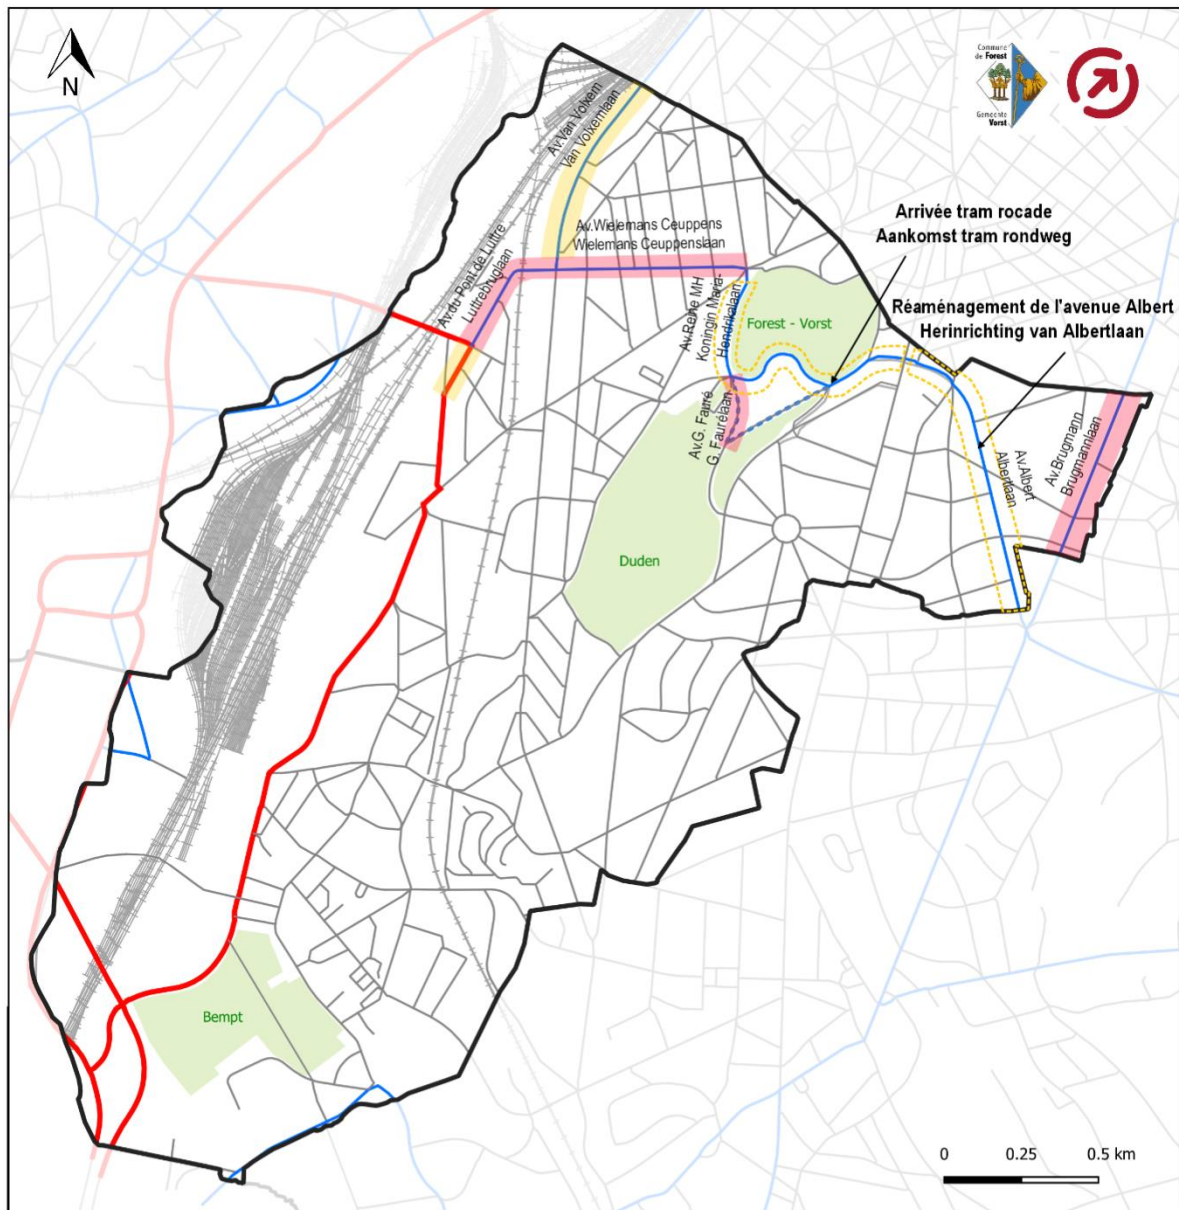 N
Commune
de Forest
Gemeente
Vorst
Av.Van Volxem
Van Volxemlaan
Av.Wielemans Ceuppens
Wielemans Ceuppenslaan
Av.du Pont de Luttre
Luttrebruglaan
Arrivée tram rocade
Aankomst tram rondweg
Réaménagement de l'avenue Albert
Herinrichting van Albertlaan
Av.Reine MH
Koningin Maria-
Hendrikalaan
Forest - Vorst
Av.G. Fauré
G. Faurélaan
Av.Albert
Albertlaan
Av.Brugmann
Brugmannlaan
Duden
Bempt
0 0.25 0.5 km